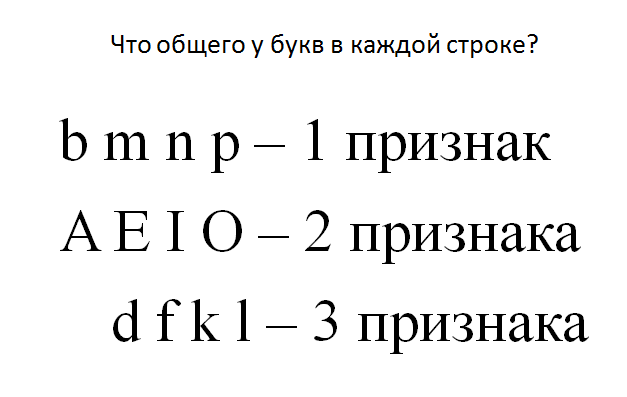 Что общего у букв в каждой строке?
b m n p – 1 признак
A E I O – 2 признака
d f k l – 3 признака